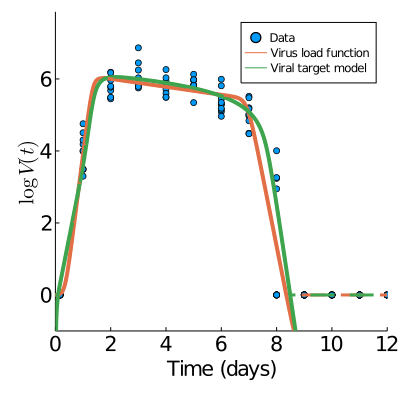 Data
Virus load function
Viral target model
log V(t)
6
4
2
0
0 2 4 6 8 10 12
Time (days)